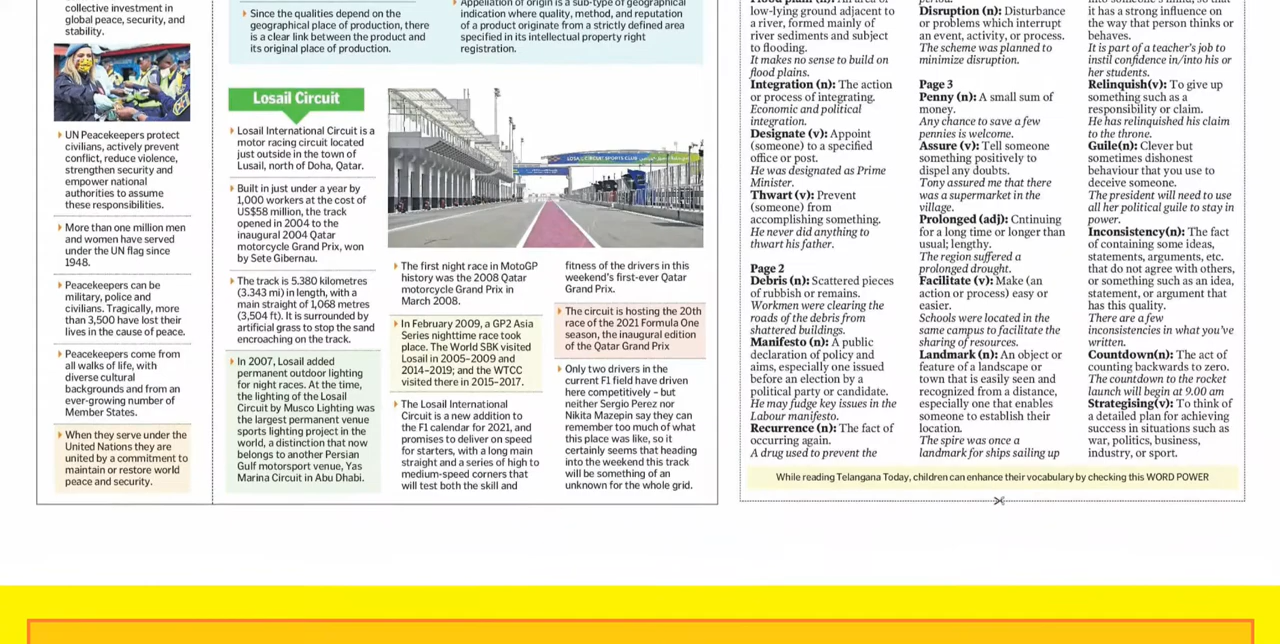 collective investment in
global peace, security, and
stability.
UN Peacekeepers protect
civilians, actively prevent
conflict, reduce violence,
strengthen security and
empower national
authorities to assume
these responsibilities.
More than one million men
and women have served
under the UN flag since
1948.
Peacekeepers can be
military, police and
civilians. Tragically, more
than 3,500 have lost their
lives in the cause of peace.
Peacekeepers come from
all walks of life, with
diverse cultural
backgrounds and from an
ever-growing number of
Member States.
When they serve under the
United Nations they are
united by a commitment to
maintain or restore world
peace and security.
Since the qualities depend on the
geographical place of production, there
is a clear link between the product and
its original place of production.
Appellation of origin is a sub-type of geographical
indication where quality, method, and reputation
of a product originate from a strictly defined area
specified in its intellectual property right
registration.
Losail Circuit
Losail International Circuit is a
motor racing circuit located
just outside in the town of
Lusail, north of Doha, Qatar.
Built in just under a year by
1,000 workers at the cost of
US$58 million, the track
opened in 2004 to the
inaugural 2004 Qatar
motorcycle Grand Prix, won
by Sete Gibernau.
The track is 5.380 kilometres
(3.343 mi) in length, with a
main straight of 1,068 metres
(3,504 ft). It is surrounded by
artificial grass to stop the sand
encroaching on the track.
In 2007, Losail added
permanent outdoor lighting
for night races. At the time,
the lighting of the Losail
Circuit by Musco Lighting was
the largest permanent venue
sports lighting project in the
world, a distinction that now
belongs to another Persian
Gulf motorsport venue, Yas
Marina Circuit in Abu Dhabi.
LOSAIL CIRCUIT SPORTS CLUB
The first night race in MotoGP
history was the 2008 Qatar
motorcycle Grand Prix in
March 2008.
In February 2009, a GP2 Asia
Series nighttime race took
place. The World SBK visited
Losail in 2005–2009 and
2014–2019; and the WTCC
visited there in 2015–2017.
The Losail International
Circuit is a new addition to
the F1 calendar for 2021, and
promises to deliver on speed
for starters, with a long main
straight and a series of high to
medium-speed corners that
will test both the skill and
fitness of the drivers in this
weekend's first-ever Qatar
Grand Prix.
The circuit is hosting the 20th
race of the 2021 Formula One
season, the inaugural edition
of the Qatar Grand Prix
Only two drivers in the
current F1 field have driven
here competitively – but
neither Sergio Perez nor
Nikita Mazepin say they can
remember too much of what
this place was like, so it
certainly seems that heading
into the weekend this track
will be something of an
unknown for the whole grid.
low-lying ground adjacent to
a river, formed mainly of
river sediments and subject
to flooding.
It makes no sense to build on
flood plains.
Integration (n): The action
or process of integrating.
Economic and political
integration.
Designate (v): Appoint
(someone) to a specified
office or post.
He was designated as Prime
Minister.
Thwart (v): Prevent
(someone) from
accomplishing something.
He never did anything to
thwart his father.
Page 2
Debris (n): Scattered pieces
of rubbish or remains.
Workmen were clearing the
roads of the debris from
shattered buildings.
Manifesto (n): A public
declaration of policy and
aims, especially one issued
before an election by a
political party or candidate.
He may fudge key issues in the
Labour manifesto.
Recurrence (n): The fact of
occurring again.
A drug used to prevent the
Disruption (n): Disturbance
or problems which interrupt
an event, activity, or process.
The scheme was planned to
minimize disruption.
Page 3
Penny (n): A small sum of
money.
Any chance to save a few
pennies is welcome.
Assure (v): Tell someone
something positively to
dispel any doubts.
Tony assured me that there
was a supermarket in the
village.
Prolonged (adj): Cntinuing
for a long time or longer than
usual; lengthy.
The region suffered a
prolonged drought.
Facilitate (v): Make (an
action or process) easy or
easier.
Schools were located in the
same campus to facilitate the
sharing of resources.
Landmark (n): An object or
feature of a landscape or
town that is easily seen and
recognized from a distance,
especially one that enables
someone to establish their
location.
The spire was once a
landmark for ships sailing up
it has a strong influence on
the way that person thinks or
behaves.
It is part of a teacher's job to
instil confidence in/into his or
her students.
Relinquish(v): To give up
something such as a
responsibility or claim.
He has relinquished his claim
to the throne.
Guile(n): Clever but
sometimes dishonest
behaviour that you use to
deceive someone.
The president will need to use
all her political guile to stay in
power.
Inconsistency(n): The fact
of containing some ideas,
statements, arguments, etc.
that do not agree with others,
or something such as an idea,
statement, or argument that
has this quality.
There are a few
inconsistencies in what you've
written.
Countdown(n): The act of
counting backwards to zero.
The countdown to the rocket
launch will begin at 9.00 am
Strategising(v): To think of
a detailed plan for achieving
success in situations such as
war, politics, business,
industry, or sport.
While reading Telangana Today, children can enhance their vocabulary by checking this WORD POWER